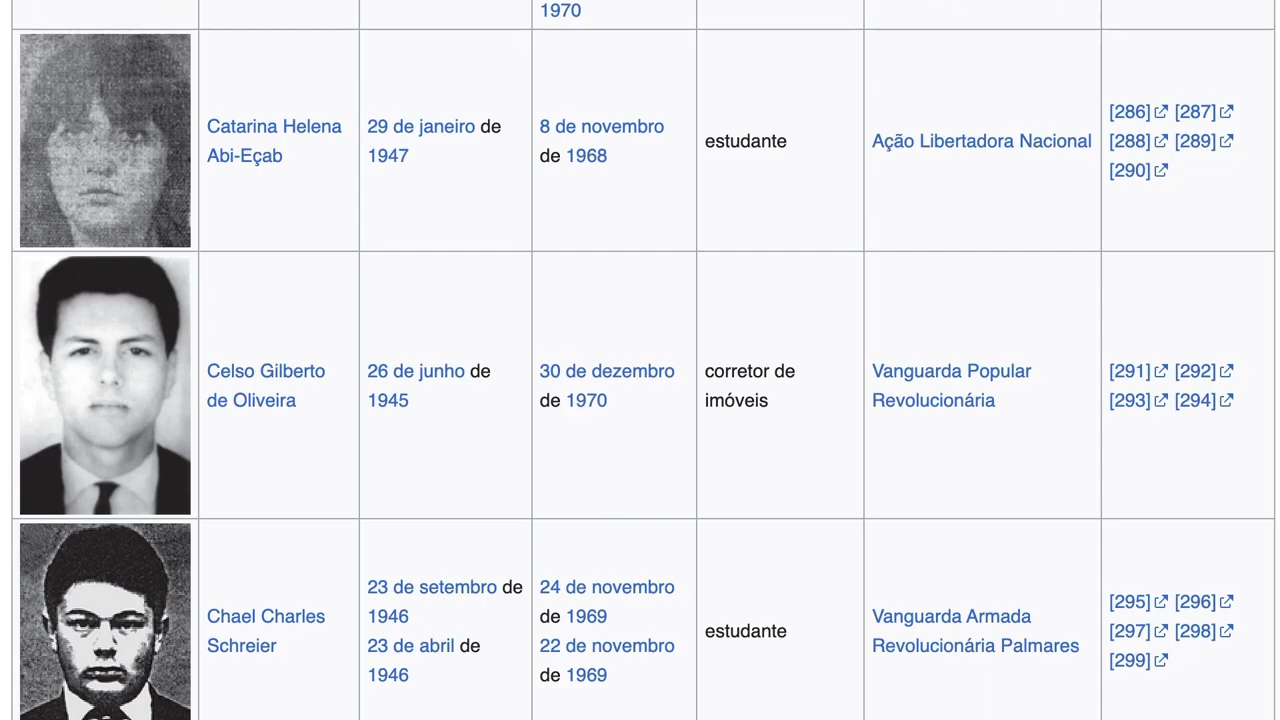 1970
Catarina Helena
Abi-Eçab
29 de janeiro de
1947
8 de novembro
de 1968
estudante
Ação Libertadora Nacional
[286] [287]
[288] [289]
[290]
Celso Gilberto
de Oliveira
26 de junho de
1945
30 de dezembro
de 1970
corretor de
imóveis
Vanguarda Popular
Revolucionária
[291] [292]
[293] [294]
Chael Charles
Schreier
23 de setembro de
1946
23 de abril de
1946
24 de novembro
de 1969
22 de novembro
de 1969
estudante
Vanguarda Armada
Revolucionária Palmares
[295] [296]
[297] [298]
[299]